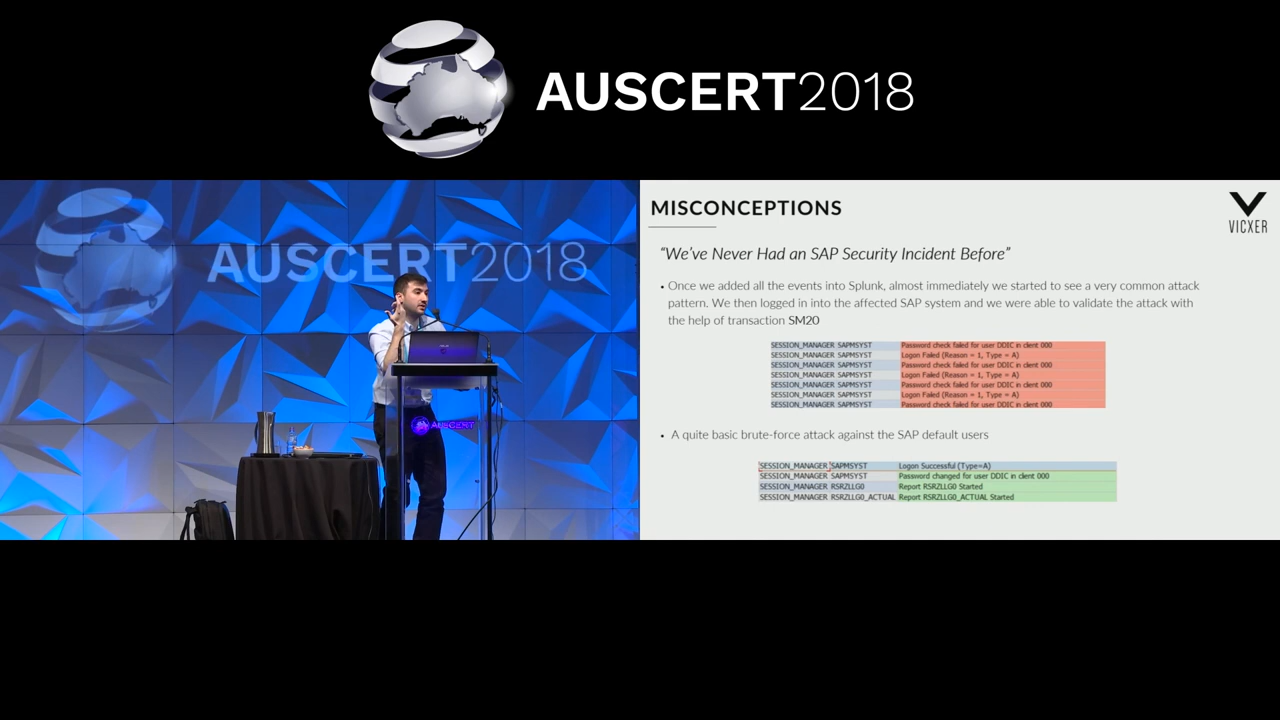 AUSCERT2018
AUSCERT2018
AUSCERT
MISCONCEPTIONS
VICXER
“We’ve Never Had an SAP Security Incident Before”
• Once we added all the events into Splunk, almost immediately we started to see a very common attack
pattern. We then logged in into the affected SAP system and we were able to validate the attack with
the help of transaction SM20
SESSION_MANAGER SAPMSYST Password check failed for user DDIC in client 000
SESSION_MANAGER SAPMSYST Logon Failed (Reason = 1, Type = A)
SESSION_MANAGER SAPMSYST Password check failed for user DDIC in client 000
SESSION_MANAGER SAPMSYST Logon Failed (Reason = 1, Type = A)
SESSION_MANAGER SAPMSYST Password check failed for user DDIC in client 000
SESSION_MANAGER SAPMSYST Logon Failed (Reason = 1, Type = A)
SESSION_MANAGER SAPMSYST Password check failed for user DDIC in client 000
• A quite basic brute-force attack against the SAP default users
SESSION_MANAGER SAPMSYST Logon Successful (Type=A)
SESSION_MANAGER SAPMSYST Password changed for user DDIC in client 000
SESSION_MANAGER RSRZLLG0 Report RSRZLLG0 Started
SESSION_MANAGER RSRZLLG0_ACTUAL Report RSRZLLG0_ACTUAL Started